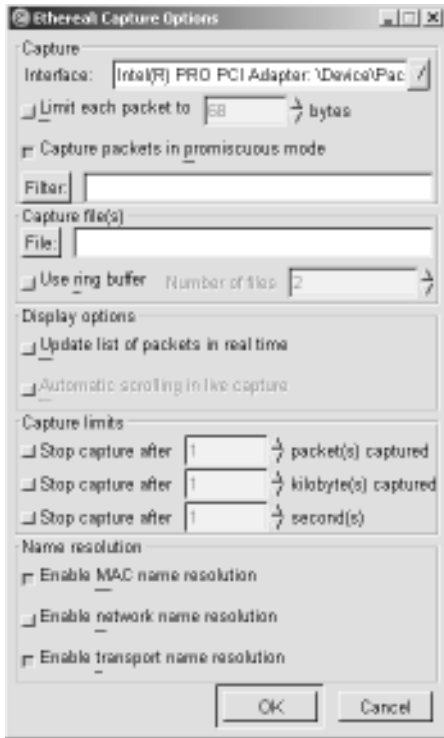 Ethereal: Capture Options
Capture
Interface: Intel(R) PRO PCI Adapter: \Device\Pac
Limit each packet to 68 bytes
Capture packets in promiscuous mode
Filter:
Capture file(s)
File:
Use ring buffer Number of files 2
Display options
Update list of packets in real time
Automatic scrolling in live capture
Capture limits
Stop capture after 1 packet(s) captured
Stop capture after 1 kilobyte(s) captured
Stop capture after 1 second(s)
Name resolution
Enable MAC name resolution
Enable network name resolution
Enable transport name resolution
OK Cancel